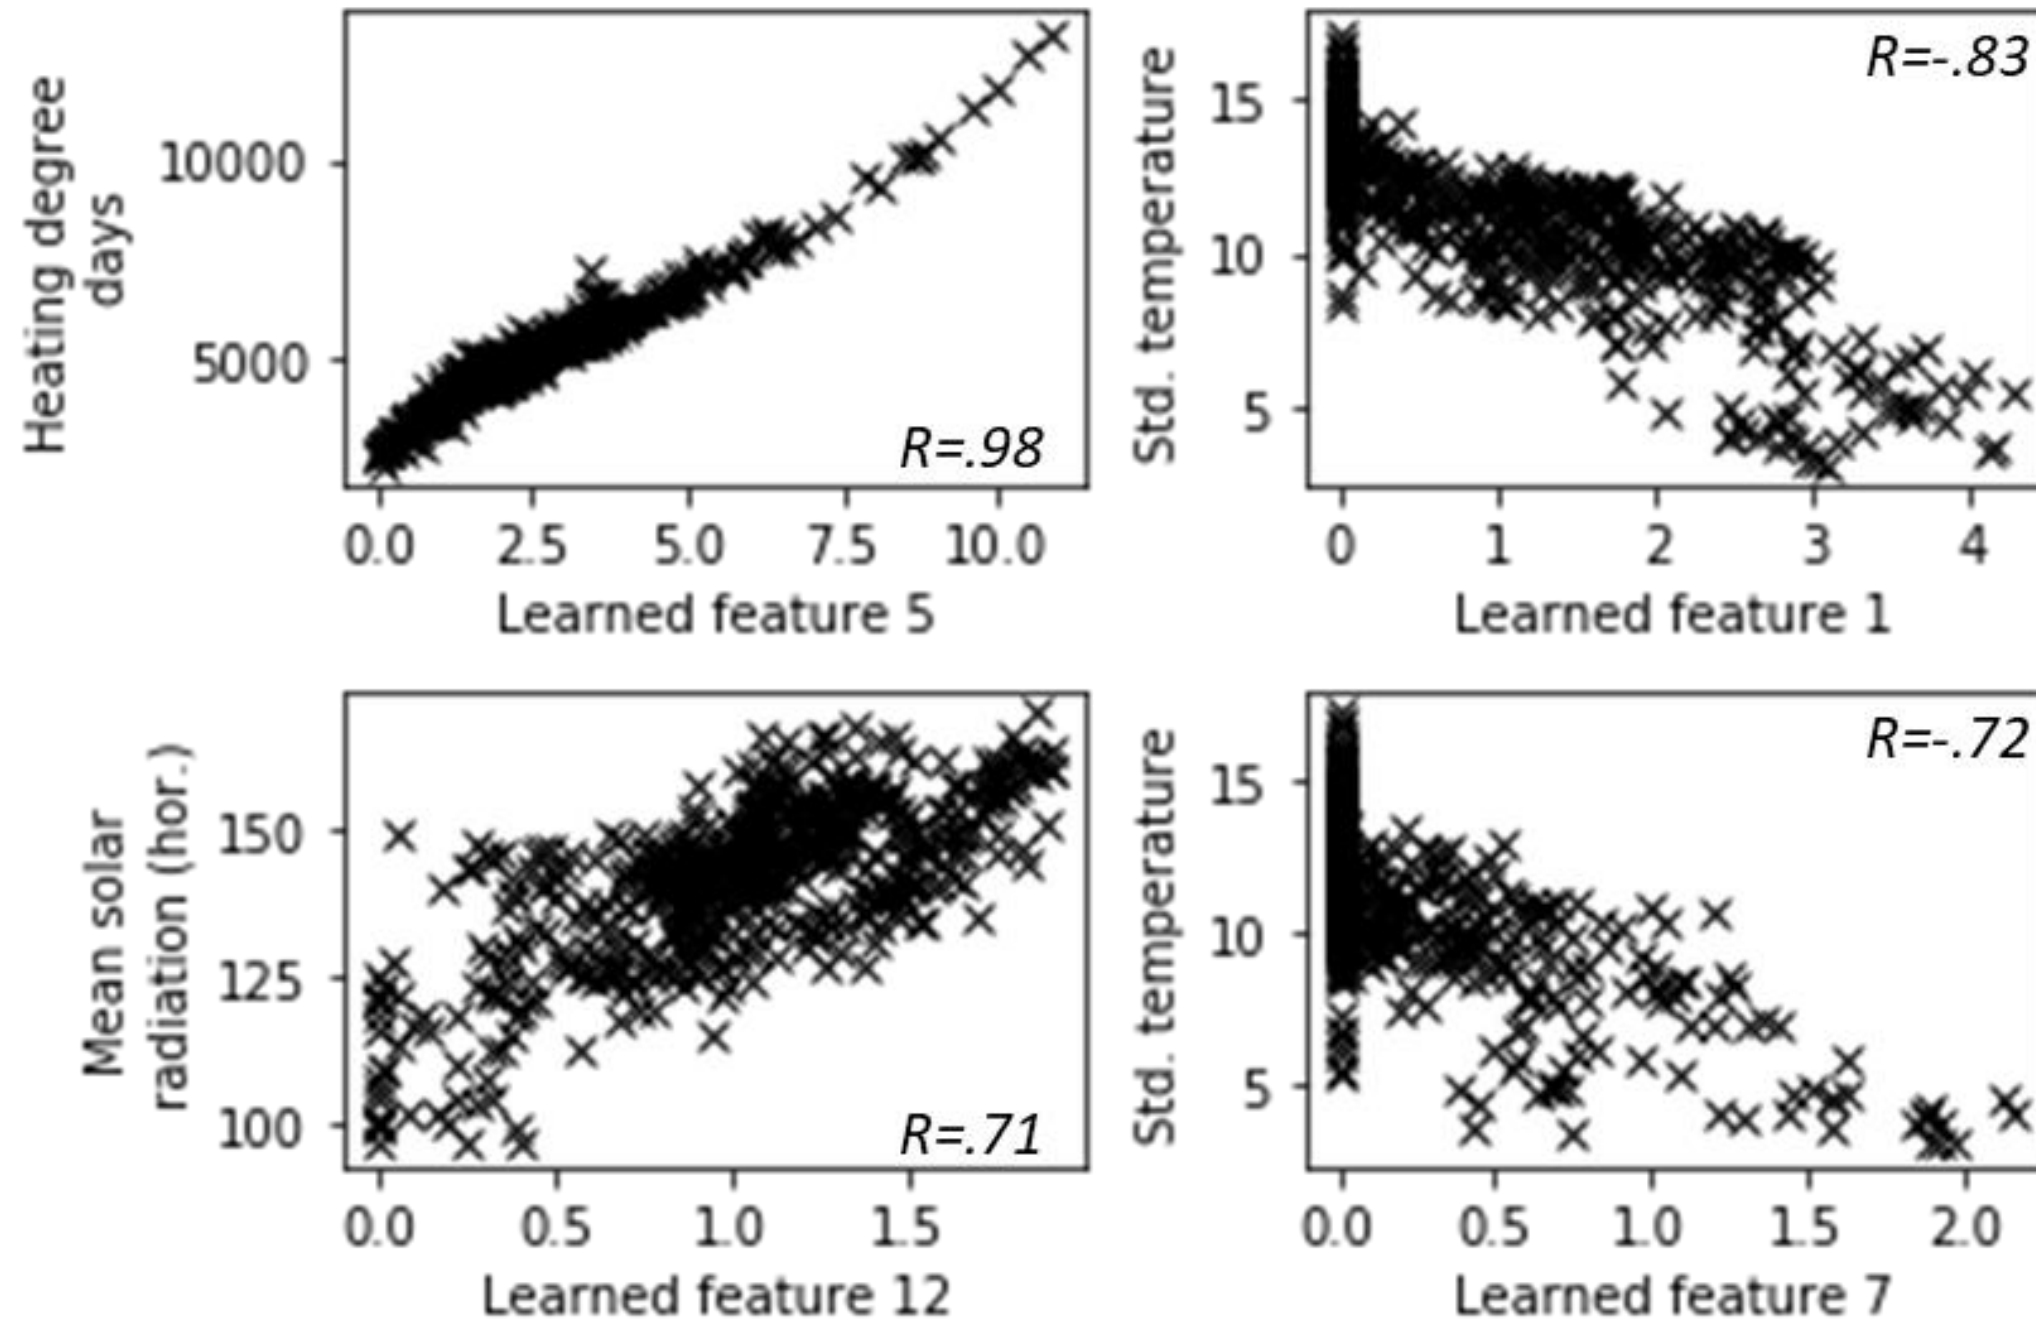 Heating degree
days
10000
5000
R=.98
0.0 2.5 5.0 7.5 10.0
Learned feature 5
Std. temperature
15
10
5
R=-.83
0 1 2 3 4
Learned feature 1
Mean solar
radiation (hor.)
150
125
100
R=.71
0.0 0.5 1.0 1.5
Learned feature 12
Std. temperature
15
10
5
R=-.72
0.0 0.5 1.0 1.5 2.0
Learned feature 7